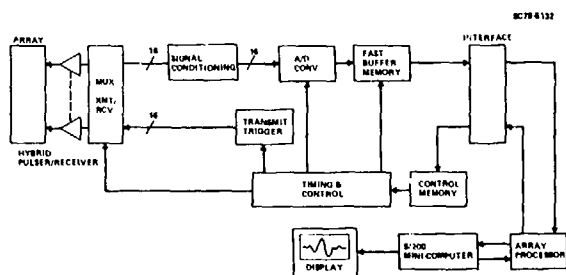 SC79-6132
ARRAY
HYBRID
PULSER/RECEIVER
MUX
XMT/
RCV
16
SIGNAL
CONDITIONING
16
A/D
CONV
FAST
BUFFER
MEMORY
INTERFACE
16
TRANSMIT
TRIGGER
TIMING &
CONTROL
CONTROL
MEMORY
DISPLAY
S/200
MINI-COMPUTER
ARRAY
PROCESSOR